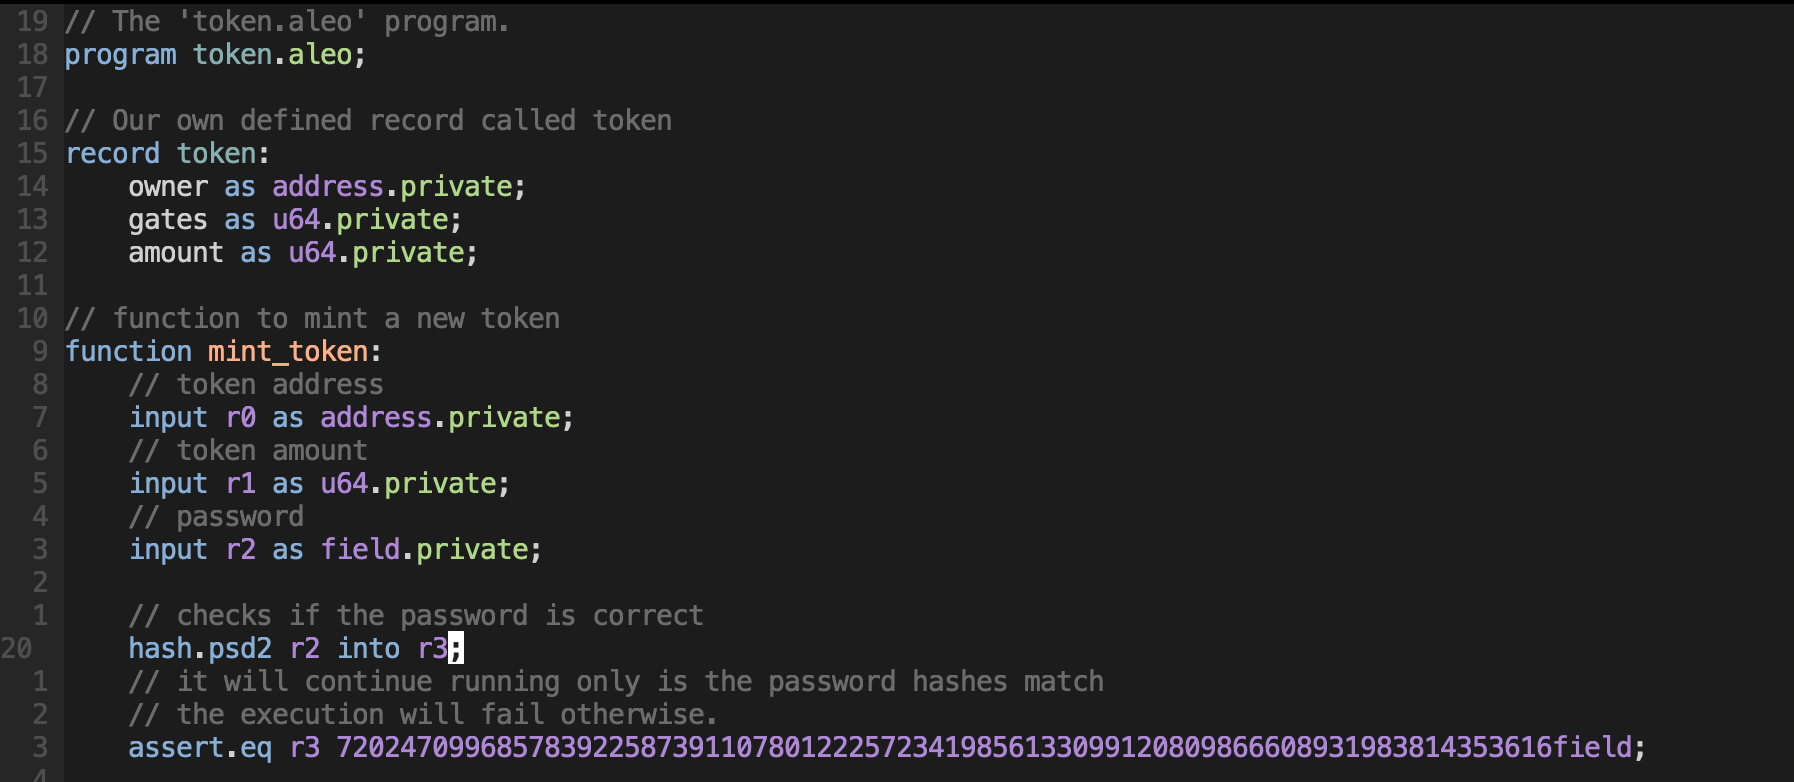 19 // The 'token.aleo' program.
18 program token.aleo;
17
16 // Our own defined record called token
15 record token:
14     owner as address.private;
13     gates as u64.private;
12     amount as u64.private;
11
10 // function to mint a new token
9 function mint_token:
8     // token address
7     input r0 as address.private;
6     // token amount
5     input r1 as u64.private;
4     // password
3     input r2 as field.private;
2
1     // checks if the password is correct
20     hash.psd2 r2 into r3;
1     // it will continue running only is the password hashes match
2     // the execution will fail otherwise.
3     assert.eq r3 7202470996857839225873911078012225723419856133099120809866608931983814353616field;
4